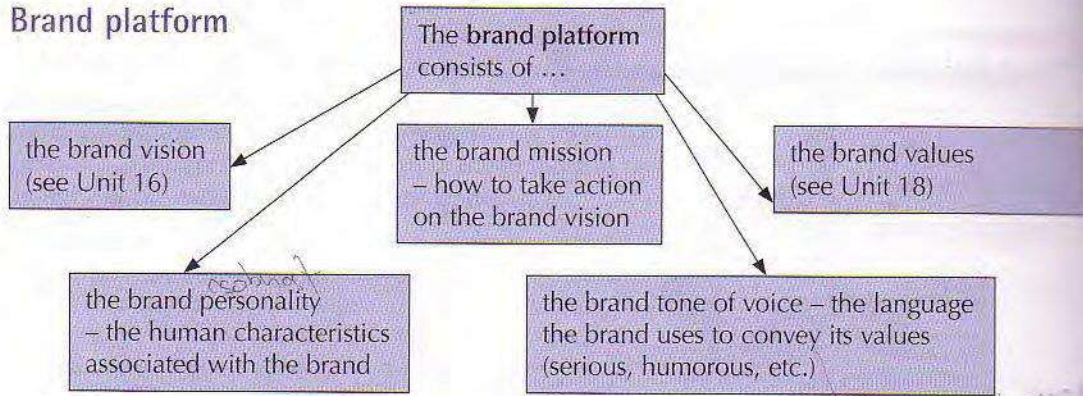 Brand platform
The brand platform
consists of ...
the brand vision
(see Unit 16)
the brand mission
– how to take action
on the brand vision
the brand values
(see Unit 18)
the brand personality
– the human characteristics
associated with the brand
the brand tone of voice – the language
the brand uses to convey its values
(serious, humorous, etc.)